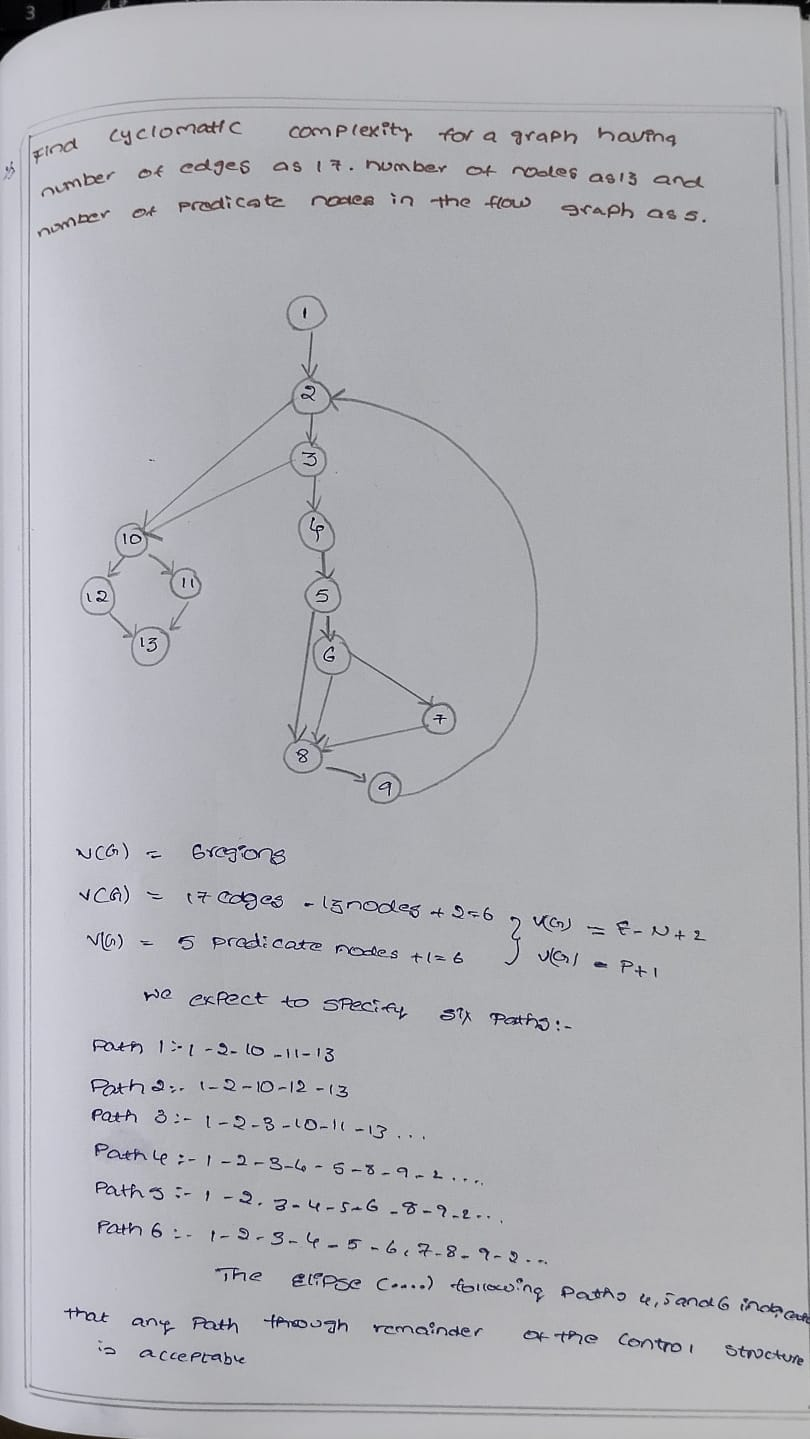 3
Find cyclomatic complexity for a graph having
number of edges as 17. number of nodes as 13 and
number of predicate nodes in the flow graph as 5.
1
2
3
4
10
11
12
5
13
6
7
8
9
V(G) = 6 regions
V(G) = 17 edges - 13 nodes + 2 = 6 } V(G) = E - N + 2
V(G) = 5 predicate nodes + 1 = 6 } V(G) = P + 1
we expect to specify six Paths :-
Path 1 :- 1 - 2 - 10 - 11 - 13
Path 2 :- 1 - 2 - 10 - 12 - 13
Path 3 :- 1 - 2 - 3 - 10 - 11 - 13 ...
Path 4 :- 1 - 2 - 3 - 4 - 5 - 8 - 9 - 2 ....
Path 5 :- 1 - 2. 3 - 4 - 5 - 6 - 8 - 9 - 2 ...
Path 6 :- 1 - 2 - 3 - 4 - 5 - 6, 7 - 8 - 9 - 2 ...
The Elipse (.....) following Paths 4, 5 and 6 indicate
that any Path through remainder of the control structure
is acceptable